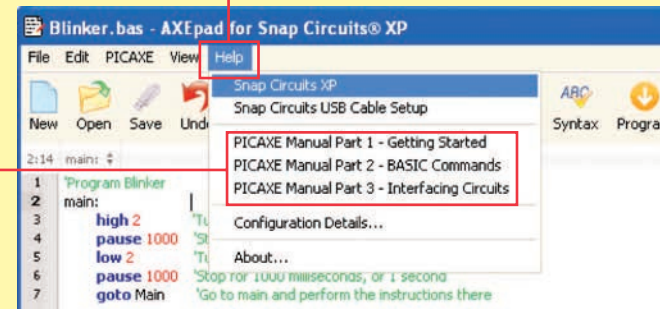 Blinker.bas - AXEpad for Snap Circuits® XP
File Edit PICAXE View Help
New Open Save Undo Syntax
Snap Circuits XP
Snap Circuits USB Cable Setup
PICAXE Manual Part 1 - Getting Started
PICAXE Manual Part 2 - BASIC Commands
PICAXE Manual Part 3 - Interfacing Circuits
Configuration Details...
About...
2:14 main:
1 'Program Blinker
2 main:
3 high 2
4 pause 1000
5 low 2
6 pause 1000 'Stop for 1000 milliseconds, or 1 second
7 goto Main 'Go to main and perform the instructions there